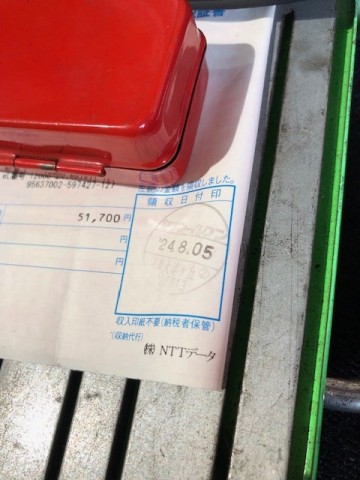 証書
95637002-597427-127
上記の金額を領収しました。
領収日付印
51,700 円
円
円
'24.8.05
収入印紙不要(納税者保管)
(収納代行)
㈱ NTTデータ